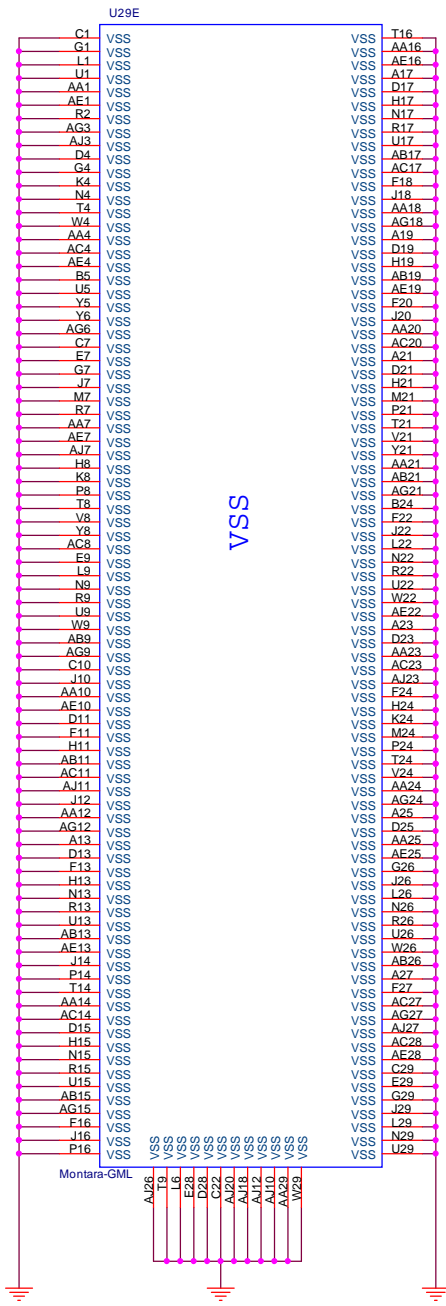 U29E
C1 VSS VSS T16
G1 VSS VSS AA16
L1 VSS VSS AE16
U1 VSS VSS A17
AA1 VSS VSS D17
AE1 VSS VSS H17
R2 VSS VSS N17
AG3 VSS VSS R17
AJ3 VSS VSS U17
D4 VSS VSS AB17
G4 VSS VSS AC17
K4 VSS VSS F18
N4 VSS VSS J18
T4 VSS VSS AA18
W4 VSS VSS AG18
AA4 VSS VSS A19
AC4 VSS VSS D19
AE4 VSS VSS H19
B5 VSS VSS AB19
U5 VSS VSS AE19
Y5 VSS VSS F20
Y6 VSS VSS J20
AG6 VSS VSS AA20
C7 VSS VSS AC20
E7 VSS VSS A21
G7 VSS VSS D21
J7 VSS VSS H21
M7 VSS VSS M21
R7 VSS VSS P21
AA7 VSS VSS T21
AE7 VSS VSS V21
AJ7 VSS VSS Y21
H8 VSS VSS AA21
K8 VSS VSS AB21
P8 VSS VSS AG21
T8 VSS VSS B24
V8 VSS VSS F22
Y8 VSS VSS J22
AC8 VSS VSS L22
E9 VSS VSS N22
L9 VSS VSS R22
N9 VSS VSS U22
R9 VSS VSS W22
U9 VSS VSS AE22
W9 VSS VSS A23
AB9 VSS VSS D23
AG9 VSS VSS AA23
C10 VSS VSS AC23
J10 VSS VSS AJ23
AA10 VSS VSS F24
AE10 VSS VSS H24
D11 VSS VSS K24
F11 VSS VSS M24
H11 VSS VSS P24
AB11 VSS VSS T24
AC11 VSS VSS V24
AJ11 VSS VSS AA24
J12 VSS VSS AG24
AA12 VSS VSS A25
AG12 VSS VSS D25
A13 VSS VSS AA25
D13 VSS VSS AE25
F13 VSS VSS G26
H13 VSS VSS J26
N13 VSS VSS L26
R13 VSS VSS N26
U13 VSS VSS R26
AB13 VSS VSS U26
AE13 VSS VSS W26
J14 VSS VSS AB26
P14 VSS VSS A27
T14 VSS VSS F27
AA14 VSS VSS AC27
AC14 VSS VSS AG27
D15 VSS VSS AJ27
H15 VSS VSS AC28
N15 VSS VSS AE28
R15 VSS VSS C29
U15 VSS VSS E29
AB15 VSS VSS G29
AG15 VSS VSS J29
F16 VSS VSS L29
J16 VSS VSS N29
P16 VSS VSS U29
VSS
VSS VSS VSS VSS VSS VSS VSS VSS VSS VSS VSS VSS
Montara-GML
AJ26 T9 L6 E28 D28 C22 AJ20 AJ18 AJ12 AJ10 AA29 W29